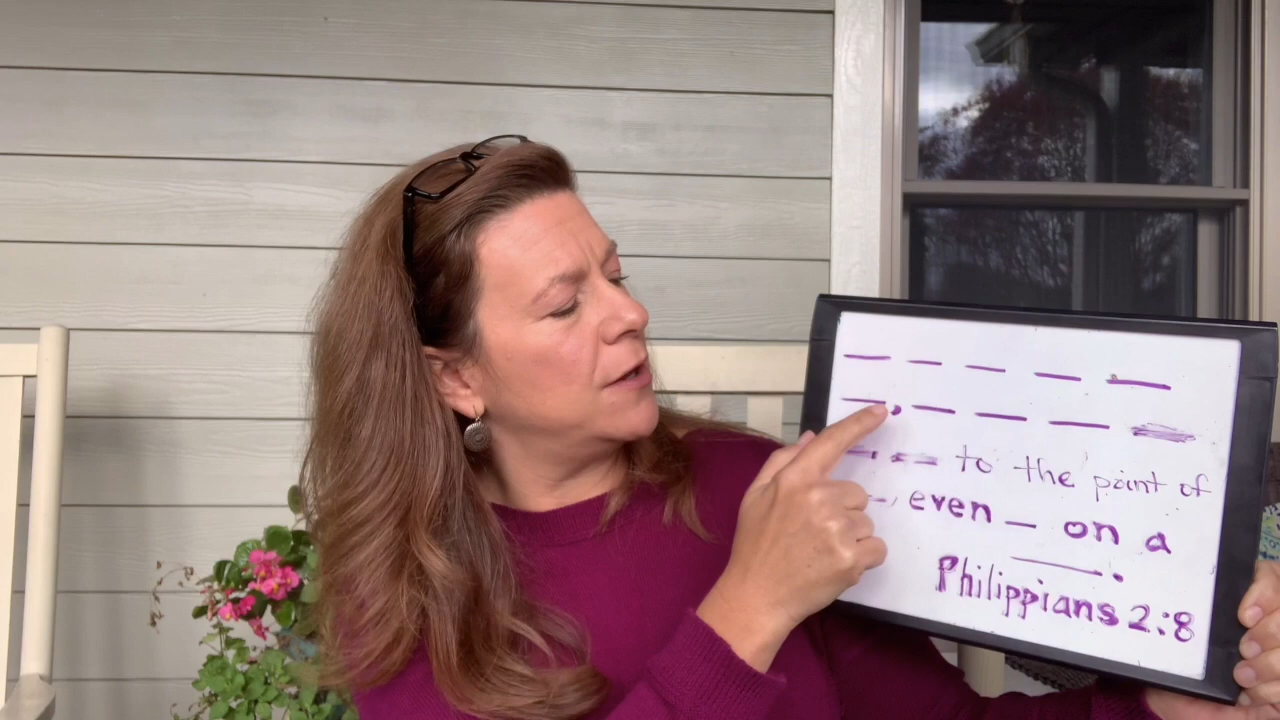 _ _ _ _ _
_, _ _ _ _
_, _ to the point of
_, even _ on a
_.
Philippians 2:8